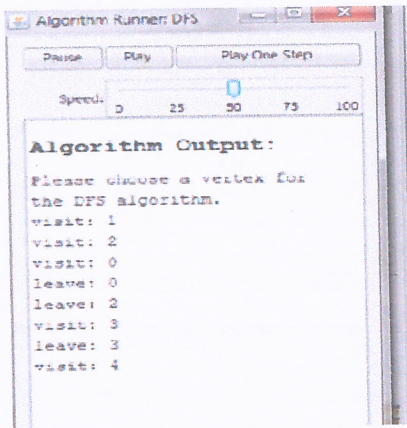 Algorithm Runner: DFS
Pause Play Play One Step
Speed:
0 25 50 75 100
Algorithm Output:
Please choose a vertex for
the DFS algorithm.
visit: 1
visit: 2
visit: 0
leave: 0
leave: 2
visit: 3
leave: 3
visit: 4